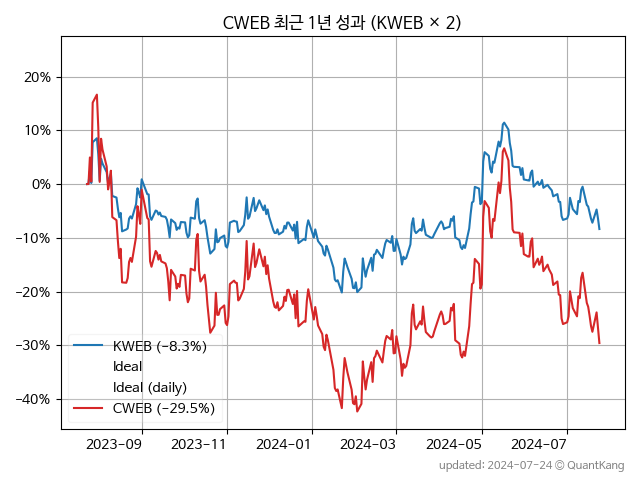 CWEB 최근 1년 성과 (KWEB × 2)
20%
10%
0%
−10%
−20%
−30%
−40%
KWEB (−8.3%)
Ideal
Ideal (daily)
CWEB (−29.5%)
2023−09
2023−11
2024−01
2024−03
2024−05
2024−07
updated: 2024−07−24 © QuantKang